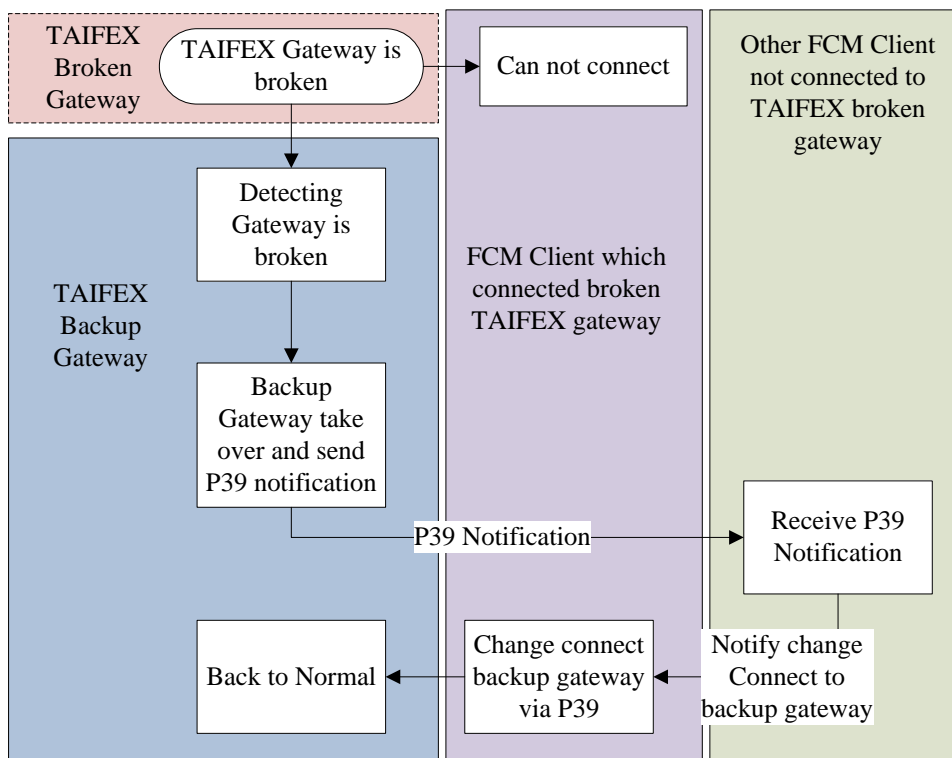 TAIFEX
Broken
Gateway
TAIFEX Gateway is
broken
Can not connect
Other FCM Client
not connected to
TAIFEX broken
gateway
Detecting
Gateway is
broken
TAIFEX
Backup
Gateway
FCM Client which
connected broken
TAIFEX gateway
Backup
Gateway take
over and send
P39 notification
P39 Notification
Receive P39
Notification
Notify change
Connect to
backup gateway
Change connect
backup gateway
via P39
Back to Normal